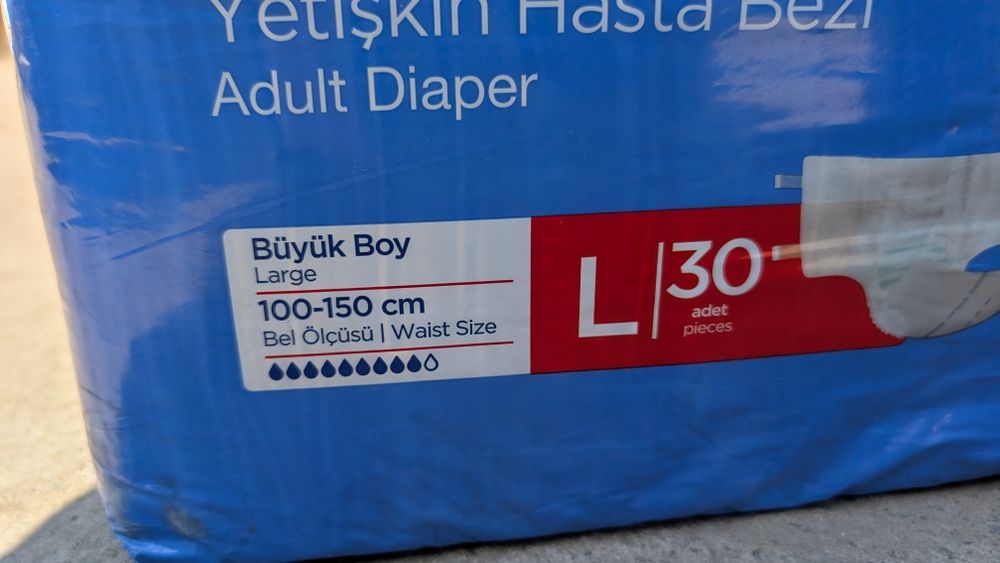 Yetişkin Hasta Bezi
Adult Diaper
Büyük Boy
Large
100-150 cm
Bel Ölçüsü | Waist Size
L | 30
adet
pieces